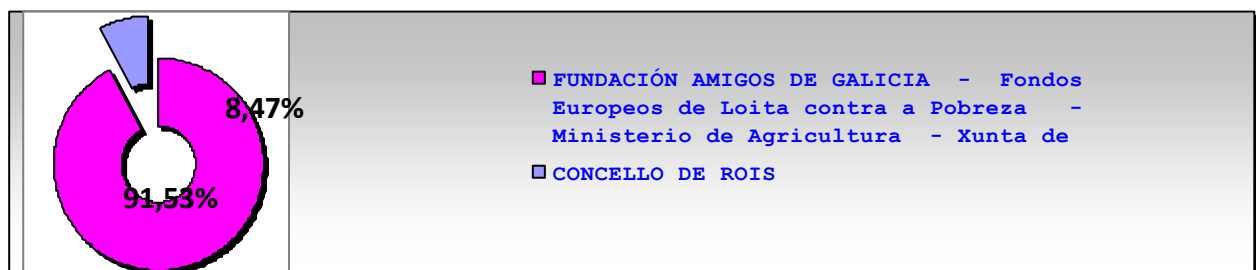 8,47%
91,53%
FUNDACIÓN AMIGOS DE GALICIA - Fondos
Europeos de Loita contra a Pobreza -
Ministerio de Agricultura - Xunta de
CONCELLO DE ROIS